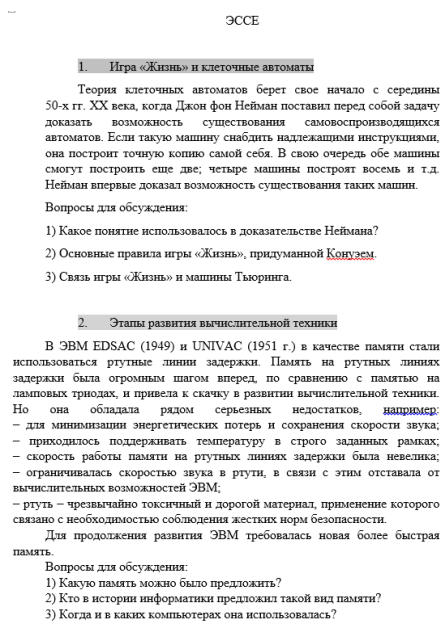 ЭССЕ
1. Игра «Жизнь» и клеточные автоматы
Теория клеточных автоматов берет свое начало с середины
50-х гг. XX века, когда Джон фон Нейман поставил перед собой задачу
доказать возможность существования самовоспроизводящихся
автоматов. Если такую машину снабдить надлежащими инструкциями,
она построит точную копию самой себя. В свою очередь обе машины
смогут построить еще две; четыре машины построят восемь и т.д.
Нейман впервые доказал возможность существования таких машин.
Вопросы для обсуждения:
1) Какое понятие использовалось в доказательстве Неймана?
2) Основные правила игры «Жизнь», придуманной Конуэем.
3) Связь игры «Жизнь» и машины Тьюринга.
2. Этапы развития вычислительной техники
В ЭВМ EDSAC (1949) и UNIVAC (1951 г.) в качестве памяти стали
использоваться ртутные линии задержки. Память на ртутных линиях
задержки была огромным шагом вперед, по сравнению с памятью на
ламповых триодах, и привела к скачку в развитии вычислительной техники.
Но она обладала рядом серьезных недостатков, например:
– для минимизации энергетических потерь и сохранения скорости звука;
– приходилось поддерживать температуру в строго заданных рамках;
– скорость работы памяти на ртутных линиях задержки была невелика;
– ограничивалась скоростью звука в ртути, в связи с этим отставала от
вычислительных возможностей ЭВМ;
– ртуть – чрезвычайно токсичный и дорогой материал, применение которого
связано с необходимостью соблюдения жестких норм безопасности.
Для продолжения развития ЭВМ требовалась новая более быстрая
память.
Вопросы для обсуждения:
1) Какую память можно было предложить?
2) Кто в истории информатики предложил такой вид памяти?
3) Когда и в каких компьютерах она использовалась?